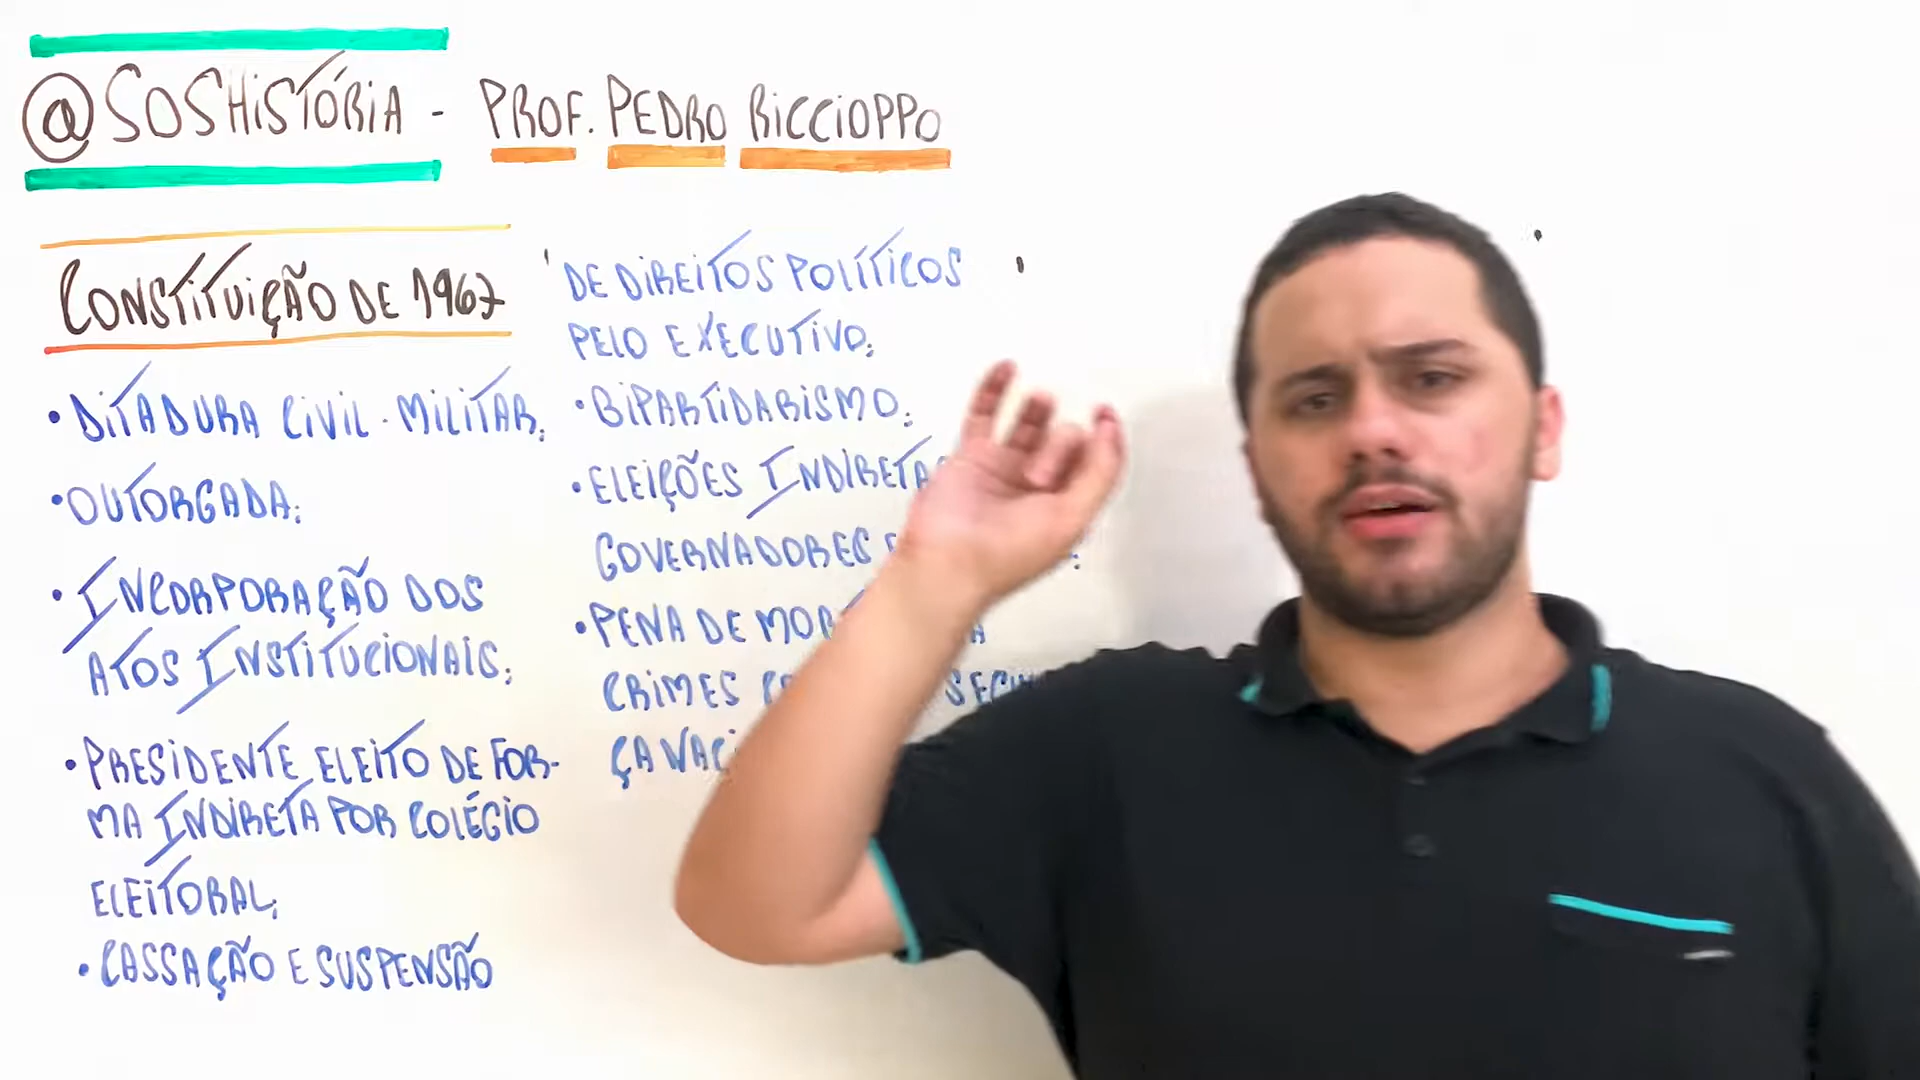 @SOSHISTÓRIA - PROF. PEDRO RICCIOPPO
CONSTITUIÇÃO DE 1967
• DITADURA CIVIL-MILITAR;
• OUTORGADA;
• INCORPORAÇÃO DOS
ATOS INSTITUCIONAIS;
• PRESIDENTE ELEITO DE FOR-
MA INDIRETA POR COLÉGIO
ELEITORAL;
• CASSAÇÃO E SUSPENSÃO
DE DIREITOS POLÍTICOS
PELO EXECUTIVO;
• BIPARTIDARISMO;
• ELEIÇÕES INDIRETA
GOVERNADORES
• PENA DE
CRIMES
ÇA